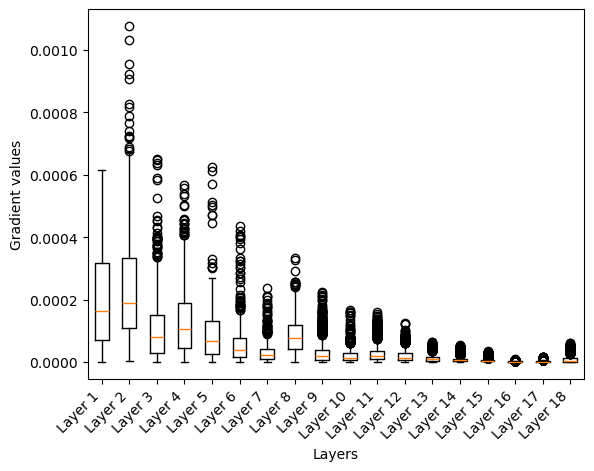 0.0010
0.0008
0.0006
0.0004
0.0002
0.0000
Gradient values
Layer 1
Layer 2
Layer 3
Layer 4
Layer 5
Layer 6
Layer 7
Layer 8
Layer 9
Layer 10
Layer 11
Layer 12
Layer 13
Layer 14
Layer 15
Layer 16
Layer 17
Layer 18
Layers